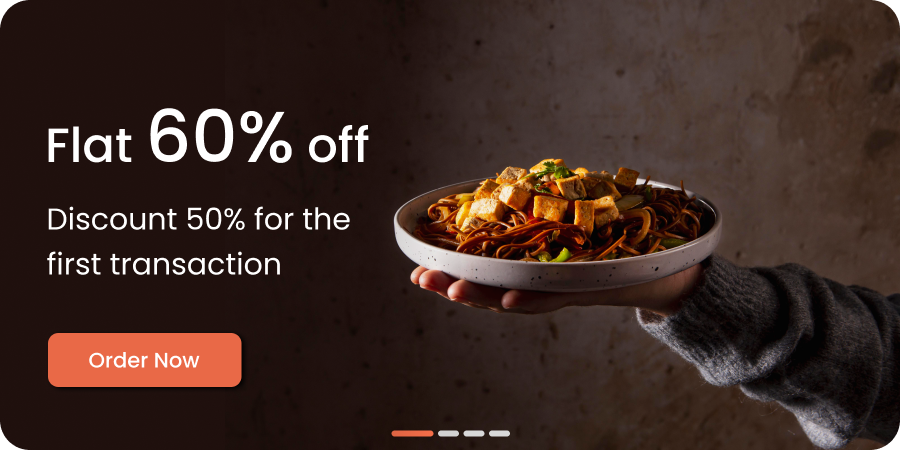 Flat 60% off
Discount 50% for the
first transaction
Order Now